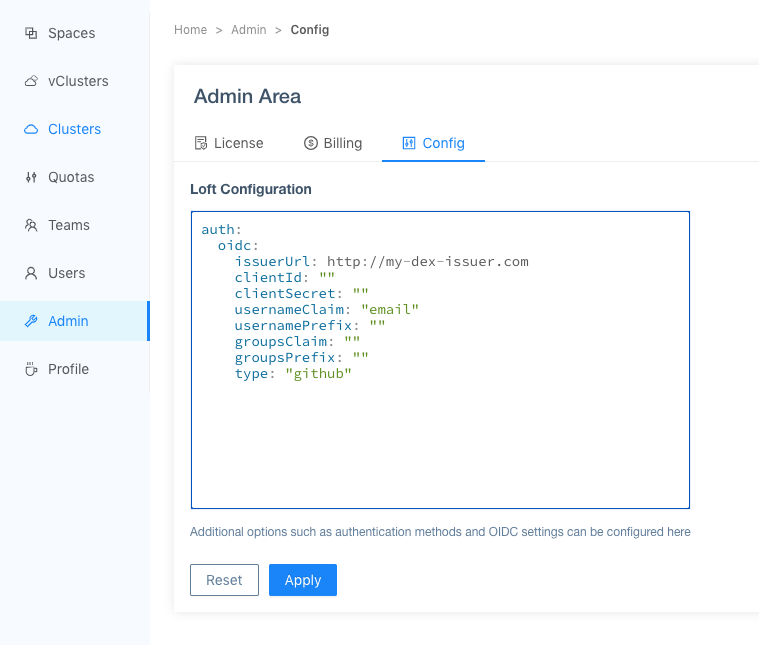 Spaces
vClusters
Clusters
Quotas
Teams
Users
Admin
Profile
Home > Admin > Config
Admin Area
License
Billing
Config
Loft Configuration
auth:
  oidc:
    issuerUrl: http://my-dex-issuer.com
    clientId: ""
    clientSecret: ""
    usernameClaim: "email"
    usernamePrefix: ""
    groupsClaim: ""
    groupsPrefix: ""
    type: "github"
Additional options such as authentication methods and OIDC settings can be configured here
Reset
Apply